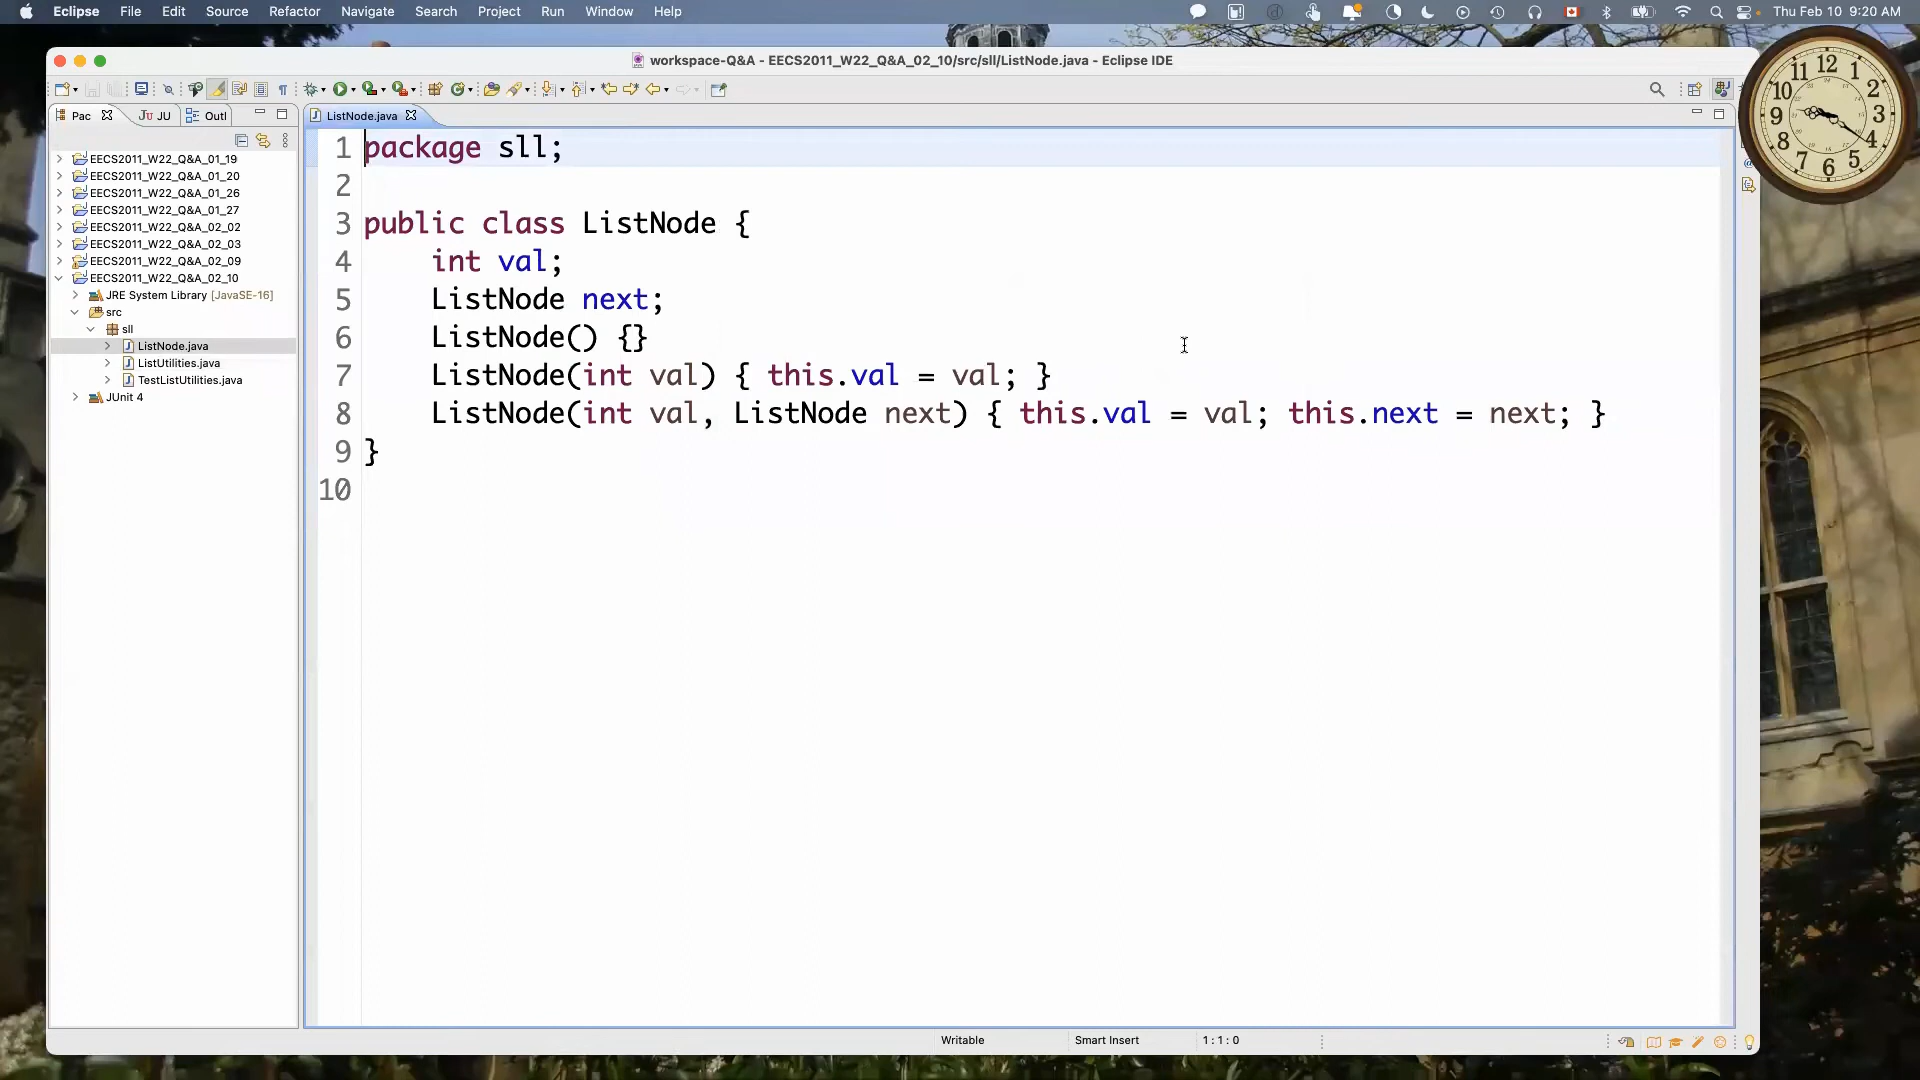 Eclipse File Edit Source Refactor Navigate Search Project Run Window Help Thu Feb 10 9:20 AM
workspace-Q&A - EECS2011_W22_Q&A_02_10/src/sll/ListNode.java - Eclipse IDE
Pac JU Outl
ListNode.java
EECS2011_W22_Q&A_01_19
EECS2011_W22_Q&A_01_20
EECS2011_W22_Q&A_01_26
EECS2011_W22_Q&A_01_27
EECS2011_W22_Q&A_02_02
EECS2011_W22_Q&A_02_03
EECS2011_W22_Q&A_02_09
EECS2011_W22_Q&A_02_10
JRE System Library [JavaSE-16]
src
sll
ListNode.java
ListUtilities.java
TestListUtilities.java
JUnit 4
1 package sll;
2
3 public class ListNode {
4 int val;
5 ListNode next;
6 ListNode() {}
7 ListNode(int val) { this.val = val; }
8 ListNode(int val, ListNode next) { this.val = val; this.next = next; }
9 }
10
12 1 2 3 4 5 6 7 8 9 10 11
Writable Smart Insert 1 : 1 : 0